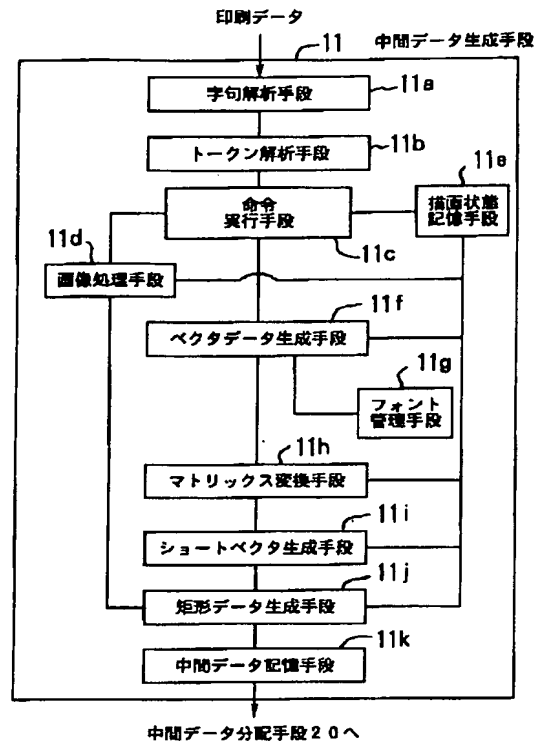 印刷データ
11
中間データ生成手段
字句解析手段
11a
トークン解析手段
11b
11e
命令
実行手段
描画状態
記憶手段
11c
11d
画像処理手段
11f
ベクタデータ生成手段
11g
フォント
管理手段
11h
マトリックス変換手段
11i
ショートベクタ生成手段
11j
矩形データ生成手段
11k
中間データ記憶手段
中間データ分配手段20へ